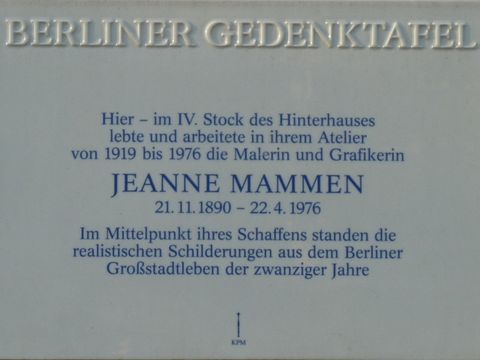 BERLINER GEDENKTAFEL
Hier – im IV. Stock des Hinterhauses
lebte und arbeitete in ihrem Atelier
von 1919 bis 1976 die Malerin und Grafikerin
JEANNE MAMMEN
21.11.1890 – 22.4.1976
Im Mittelpunkt ihres Schaffens standen die
realistischen Schilderungen aus dem Berliner
Großstadtleben der zwanziger Jahre
KPM